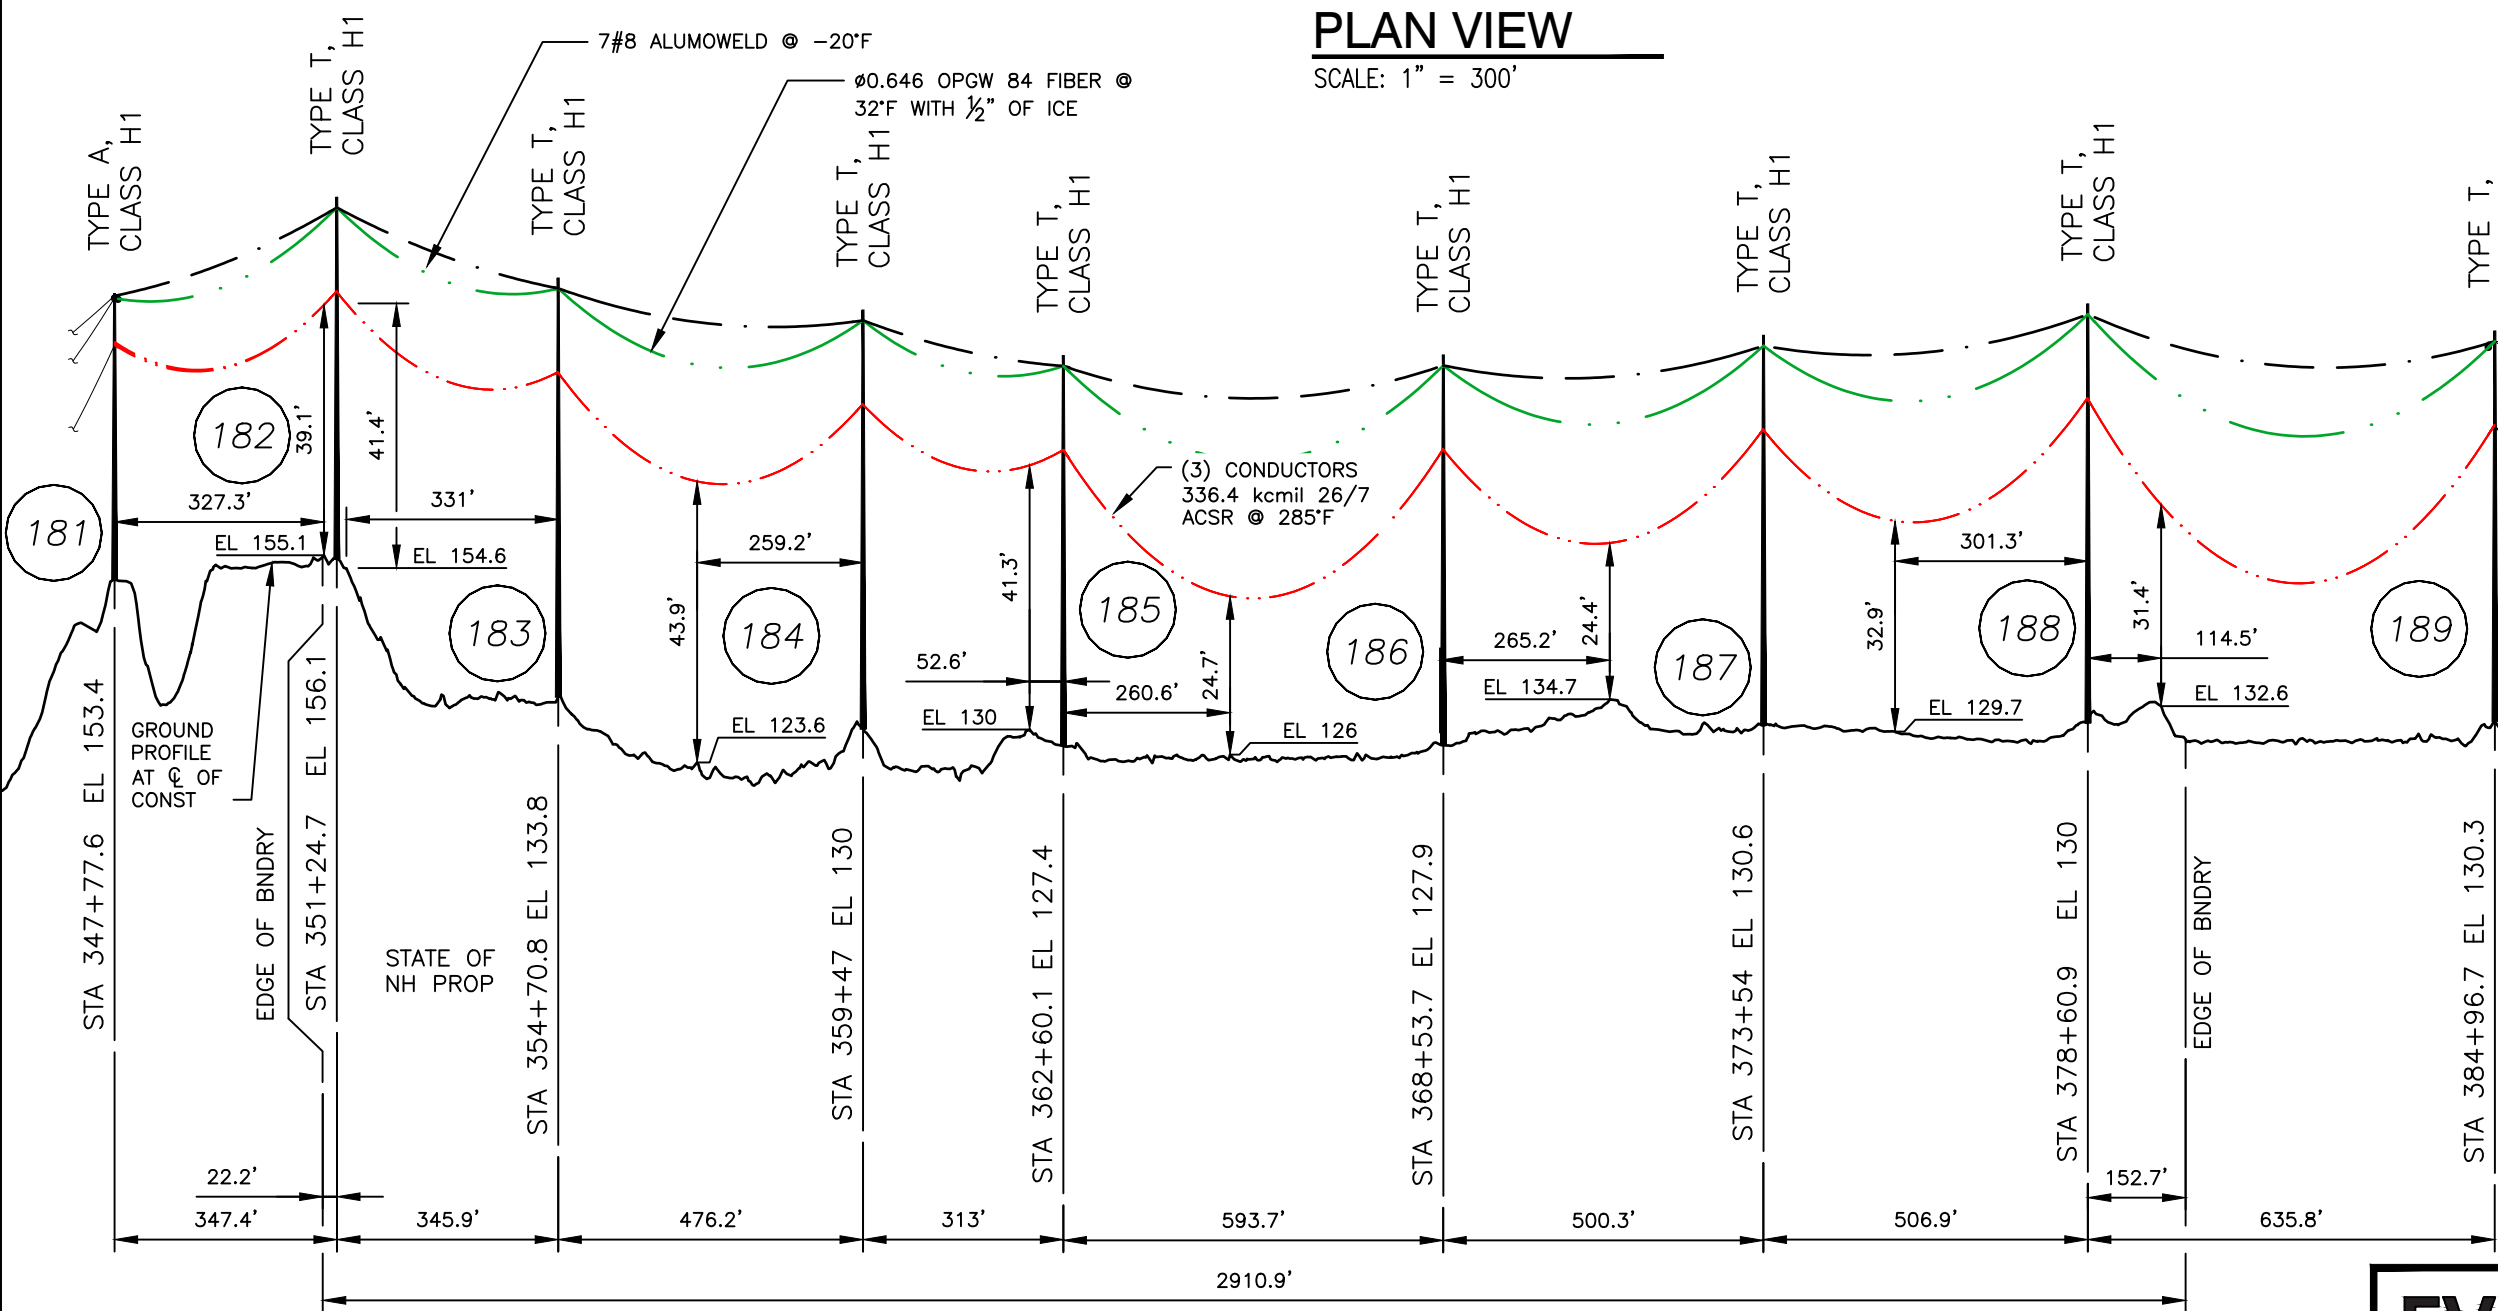 PLAN VIEW
SCALE: 1" = 300'
7#8 ALUMOWELD @ -20°F
ø0.646 OPGW 84 FIBER @
32°F WITH ½" OF ICE
TYPE A,
CLASS H1
TYPE T,
CLASS H1
TYPE T,
CLASS H1
TYPE T,
CLASS H1
TYPE T,
CLASS H1
TYPE T,
CLASS H1
TYPE T,
CLASS H1
TYPE T,
CLASS H1
TYPE T,
181
182
183
184
185
186
187
188
189
39.1'
41.4'
327.3'
331'
EL 155.1
EL 154.6
259.2'
43.9'
EL 123.6
41.3'
52.6'
EL 130
(3) CONDUCTORS
336.4 kcmil 26/7
ACSR @ 285°F
260.6'
24.7'
EL 126
265.2'
24.4'
EL 134.7
301.3'
32.9'
EL 129.7
31.4'
114.5'
EL 132.6
GROUND
PROFILE
AT ℄ OF
CONST
STATE OF
NH PROP
STA 347+77.6 EL 153.4
EDGE OF BNDRY
STA 351+24.7 EL 156.1
STA 354+70.8 EL 133.8
STA 359+47 EL 130
STA 362+60.1 EL 127.4
STA 368+53.7 EL 127.9
STA 373+54 EL 130.6
STA 378+60.9 EL 130
EDGE OF BNDRY
STA 384+96.7 EL 130.3
22.2'
152.7'
347.4'
345.9'
476.2'
313'
593.7'
500.3'
506.9'
635.8'
2910.9'